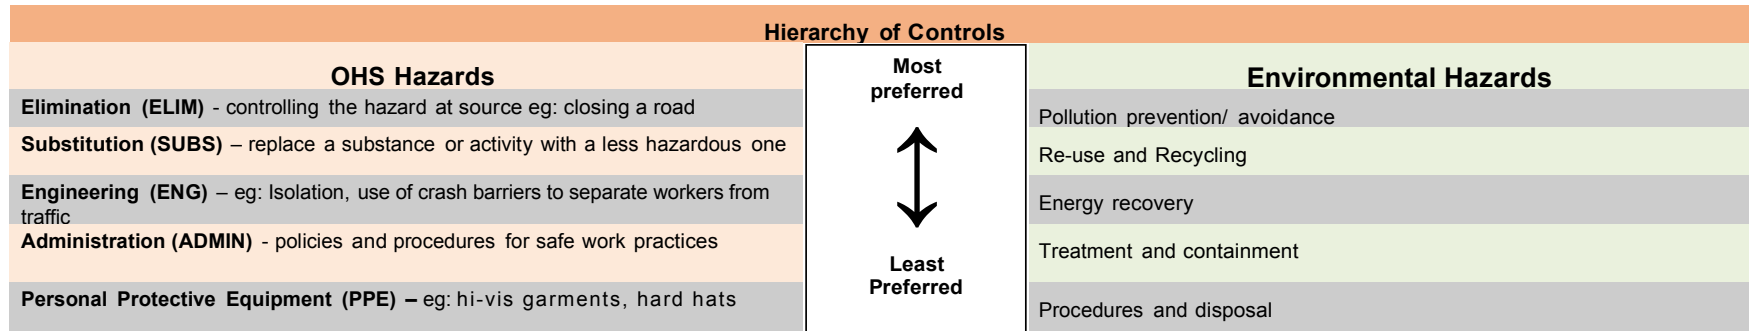 Hierarchy of Controls
OHS Hazards
Elimination (ELIM) - controlling the hazard at source eg: closing a road
Substitution (SUBS) – replace a substance or activity with a less hazardous one
Engineering (ENG) – eg: Isolation, use of crash barriers to separate workers from
traffic
Administration (ADMIN) - policies and procedures for safe work practices
Personal Protective Equipment (PPE) – eg: hi-vis garments, hard hats
Most
preferred
Least
Preferred
Environmental Hazards
Pollution prevention/ avoidance
Re-use and Recycling
Energy recovery
Treatment and containment
Procedures and disposal